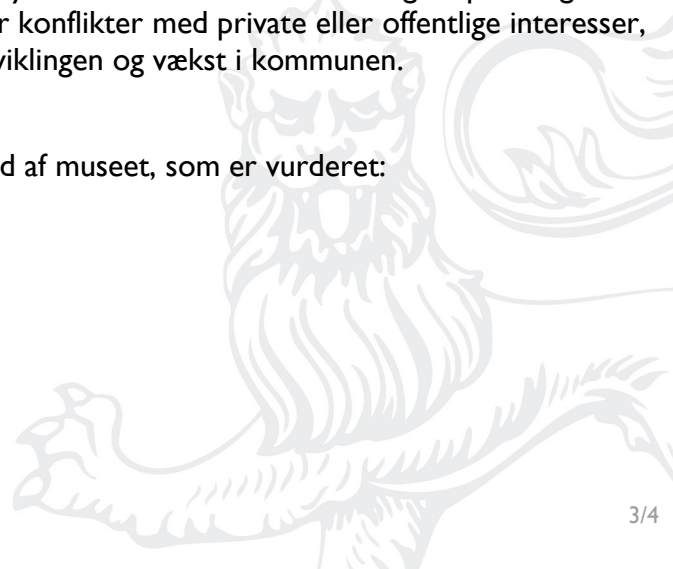 r konflikter med private eller offentlige interesser,
viklingen og vækst i kommunen.
d af museet, som er vurderet:
3/4